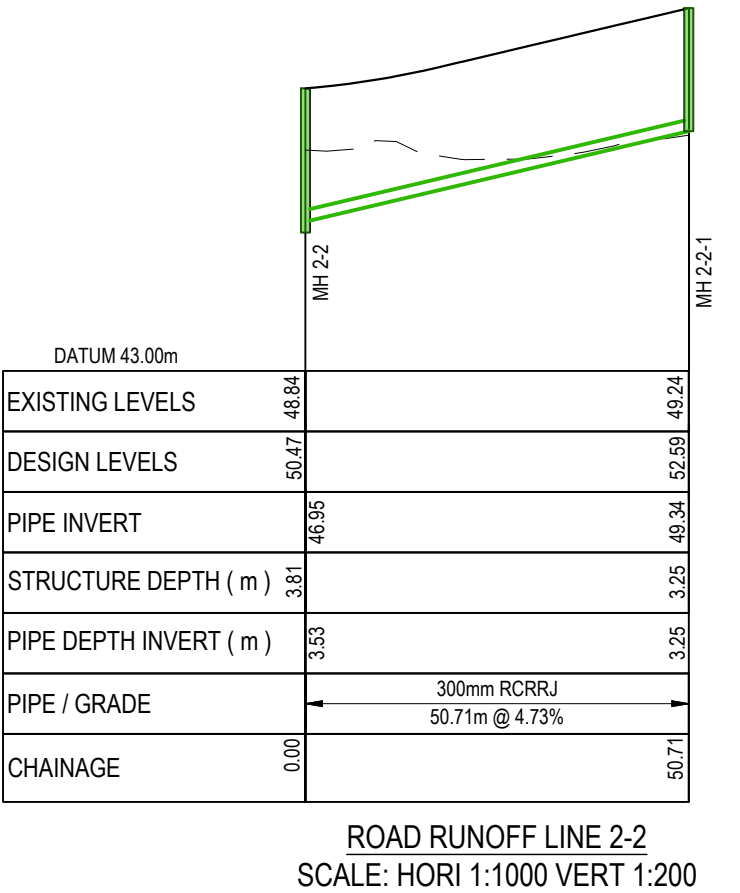 MH 2-2
MH 2-2-1
DATUM 43.00m
EXISTING LEVELS 48.84 49.24
DESIGN LEVELS 50.47 52.59
PIPE INVERT 46.95 49.34
STRUCTURE DEPTH ( m ) 3.81 3.25
PIPE DEPTH INVERT ( m ) 3.53 3.25
PIPE / GRADE 300mm RCRRJ
50.71m @ 4.73%
CHAINAGE 0.00 50.71
ROAD RUNOFF LINE 2-2
SCALE: HORI 1:1000 VERT 1:200